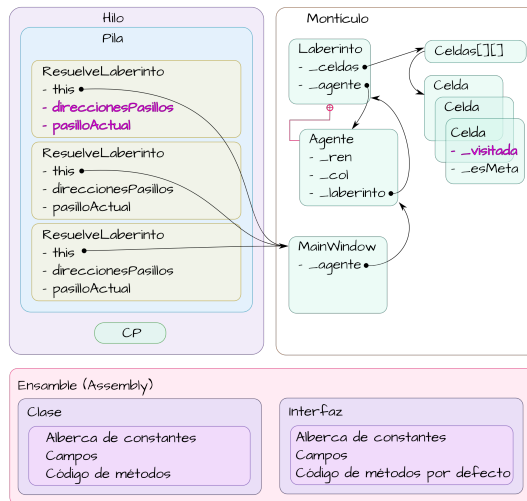 Hilo
Pila
ResuelveLaberinto
- this
- direccionesPasillos
- pasilloActual
ResuelveLaberinto
- this
- direccionesPasillos
- pasilloActual
ResuelveLaberinto
- this
- direccionesPasillos
- pasilloActual
CP
Montículo
Laberinto
- _celdas
- _agente
Celdas[][]
Celda
Celda
Celda
- _visitada
- _esMeta
Agente
- _ren
- _col
- _laberinto
MainWindow
- _agente
Ensamble (Assembly)
Clase
Alberca de constantes
Campos
Código de métodos
Interfaz
Alberca de constantes
Campos
Código de métodos por defecto